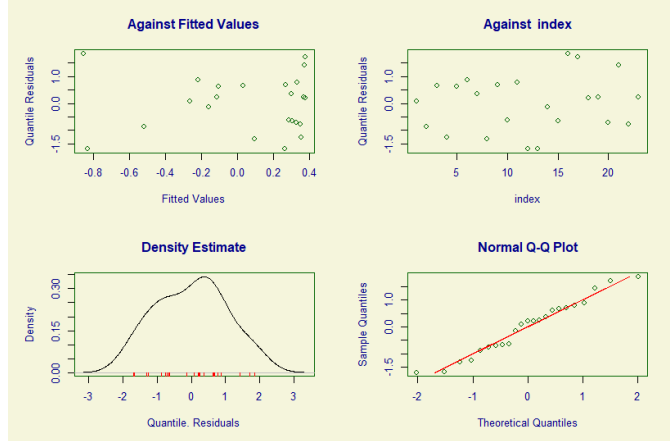 Against Fitted Values
Quantile Residuals
-1.5 0.0 1.0
-0.8 -0.6 -0.4 -0.2 0.0 0.2 0.4
Fitted Values
Against index
Quantile Residuals
-1.5 0.0 1.0
5 10 15 20
index
Density Estimate
Density
0.00 0.15 0.30
-3 -2 -1 0 1 2 3
Quantile. Residuals
Normal Q-Q Plot
Sample Quantiles
-1.5 0.0 1.0
-2 -1 0 1 2
Theoretical Quantiles